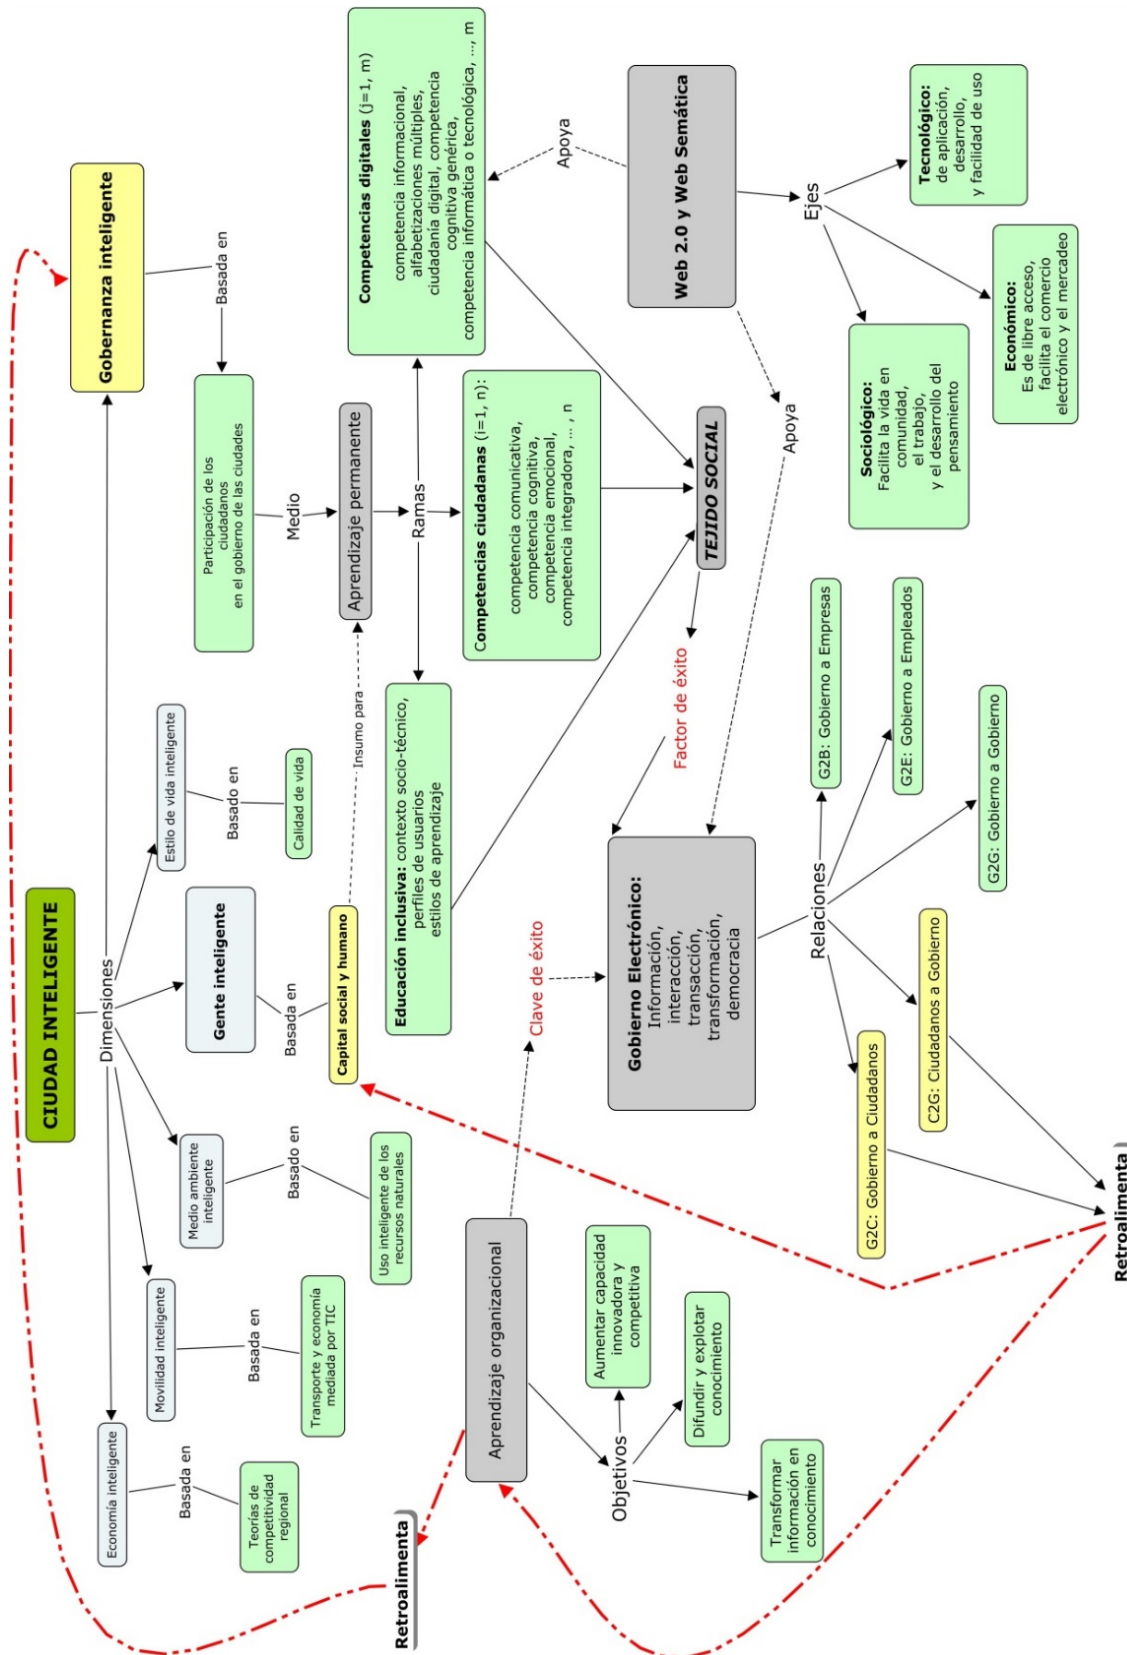 CIUDAD INTELIGENTE
Dimensiones
Economía inteligente
Basada en
Teorías de
competitividad
regional
Movilidad inteligente
Basada en
Transporte y economía
mediada por TIC
Medio ambiente
inteligente
Basado en
Uso inteligente de los
recursos naturales
Gente inteligente
Basada en
Capital social y humano
Insumo para
Estilo de vida inteligente
Basado en
Calidad de vida
Gobernanza inteligente
Basada en
Participación de los
ciudadanos
en el gobierno de las ciudades
Medio
Aprendizaje permanente
Ramas
Educación inclusiva: contexto socio-técnico,
perfiles de usuarios
estilos de aprendizaje
Competencias ciudadanas (i=1, n):
competencia comunicativa,
competencia cognitiva,
competencia emocional,
competencia integradora, ... , n
Competencias digitales (j=1, m)
competencia informacional,
alfabetizaciones múltiples,
ciudadanía digital, competencia
cognitiva genérica,
competencia informática o tecnológica, ..., m
Apoya
Web 2.0 y Web Semática
Apoya
Ejes
Sociológico:
Facilita la vida en
comunidad,
el trabajo,
y el desarrollo del
pensamiento
Económico:
Es de libre acceso,
facilita el comercio
electrónico y el mercadeo
Tecnológico:
de aplicación,
desarrollo,
y facilidad de uso
TEJIDO SOCIAL
Factor de éxito
Retroalimenta
Aprendizaje organizacional
Clave de éxito
Objetivos
Transformar
información en
conocimiento
Difundir y explotar
conocimiento
Aumentar capacidad
innovadora y
competitiva
Gobierno Electrónico:
Información,
interacción,
transacción,
transformación,
democracia
Relaciones
G2C: Gobierno a Ciudadanos
C2G: Ciudadanos a Gobierno
G2G: Gobierno a Gobierno
G2E: Gobierno a Empleados
G2B: Gobierno a Empresas
Retroalimenta